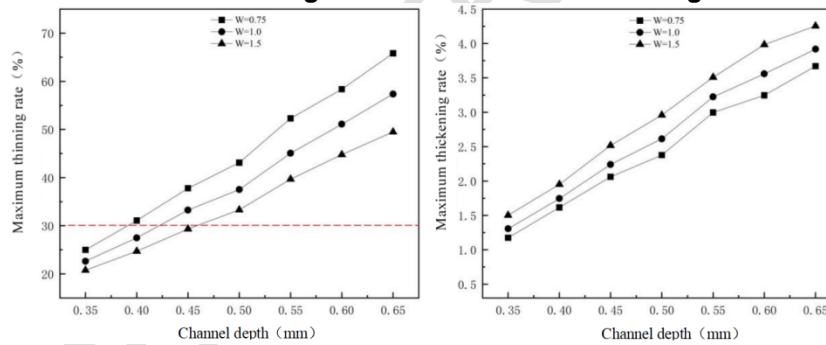 W=0.75
W=1.0
W=1.5
Maximum thinning rate (%)
70
60
50
40
30
20
0.35 0.40 0.45 0.50 0.55 0.60 0.65
Channel depth (mm)
W=0.75
W=1.0
W=1.5
Maximum thickening rate (%)
4.5
4.0
3.5
3.0
2.5
2.0
1.5
1.0
0.5
0.35 0.40 0.45 0.50 0.55 0.60 0.65
Channel depth (mm)